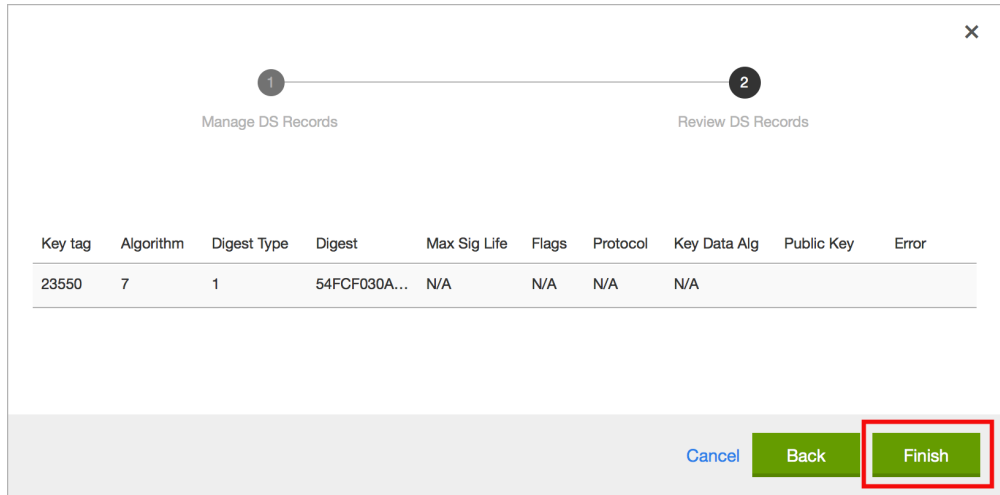 ×
1 2
Manage DS Records Review DS Records
Key tag Algorithm Digest Type Digest Max Sig Life Flags Protocol Key Data Alg Public Key Error
23550 7 1 54FCF030A... N/A N/A N/A N/A
Cancel Back Finish